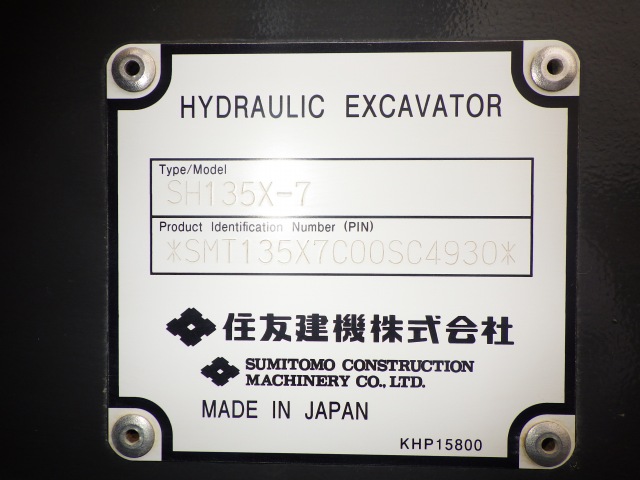 HYDRAULIC EXCAVATOR
Type/Model
SH135X-7
Product Identification Number (PIN)
*SMT135X7C00SC4930*
住友建機株式会社
SUMITOMO CONSTRUCTION
MACHINERY CO., LTD.
MADE IN JAPAN
KHP15800